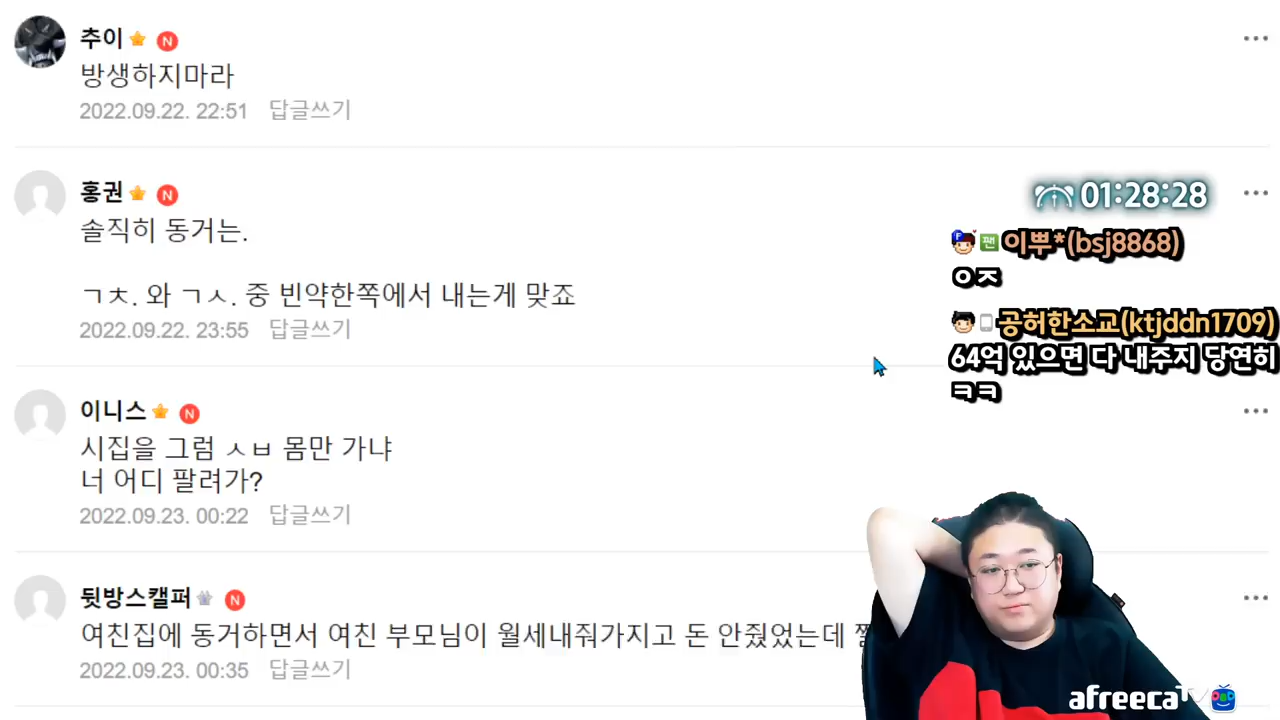 추이 N
방생하지마라
2022.09.22. 22:51 답글쓰기
홍권 N
솔직히 동거는.
ㄱㅊ. 와 ㄱㅅ. 중 빈약한쪽에서 내는게 맞죠
2022.09.22. 23:55 답글쓰기
이니스 N
시집을 그럼 ㅅㅂ 몸만 가냐
너 어디 팔려가?
2022.09.23. 00:22 답글쓰기
뒷방스캘퍼 N
여친집에 동거하면서 여친 부모님이 월세내줘가지고 돈 안줬었는데
2022.09.23. 00:35 답글쓰기
01:28:28
F 팬 이뿌*(bsj8868)
ㅇㅈ
공허한소교(ktjddn1709)
64억 있으면 다 내주지 당연히
ㅋㅋ
afreecaTV